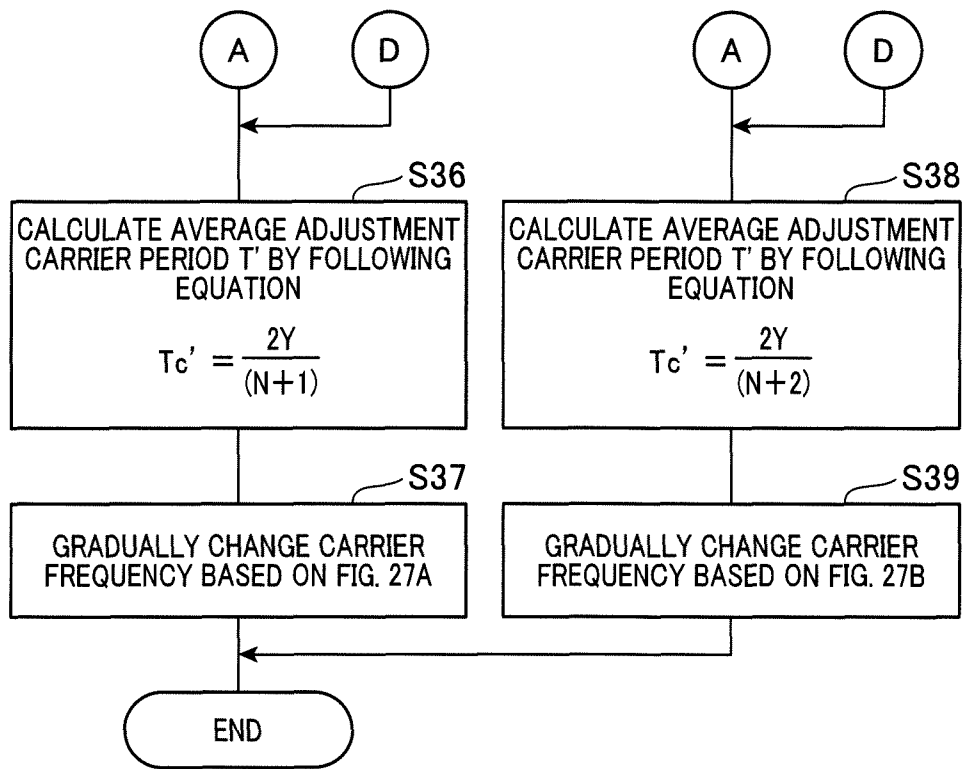 A
D
S36
CALCULATE AVERAGE ADJUSTMENT
CARRIER PERIOD T' BY FOLLOWING
EQUATION
Tc' = 2Y/(N+1)
S37
GRADUALLY CHANGE CARRIER
FREQUENCY BASED ON FIG. 27A
A
D
S38
CALCULATE AVERAGE ADJUSTMENT
CARRIER PERIOD T' BY FOLLOWING
EQUATION
Tc' = 2Y/(N+2)
S39
GRADUALLY CHANGE CARRIER
FREQUENCY BASED ON FIG. 27B
END